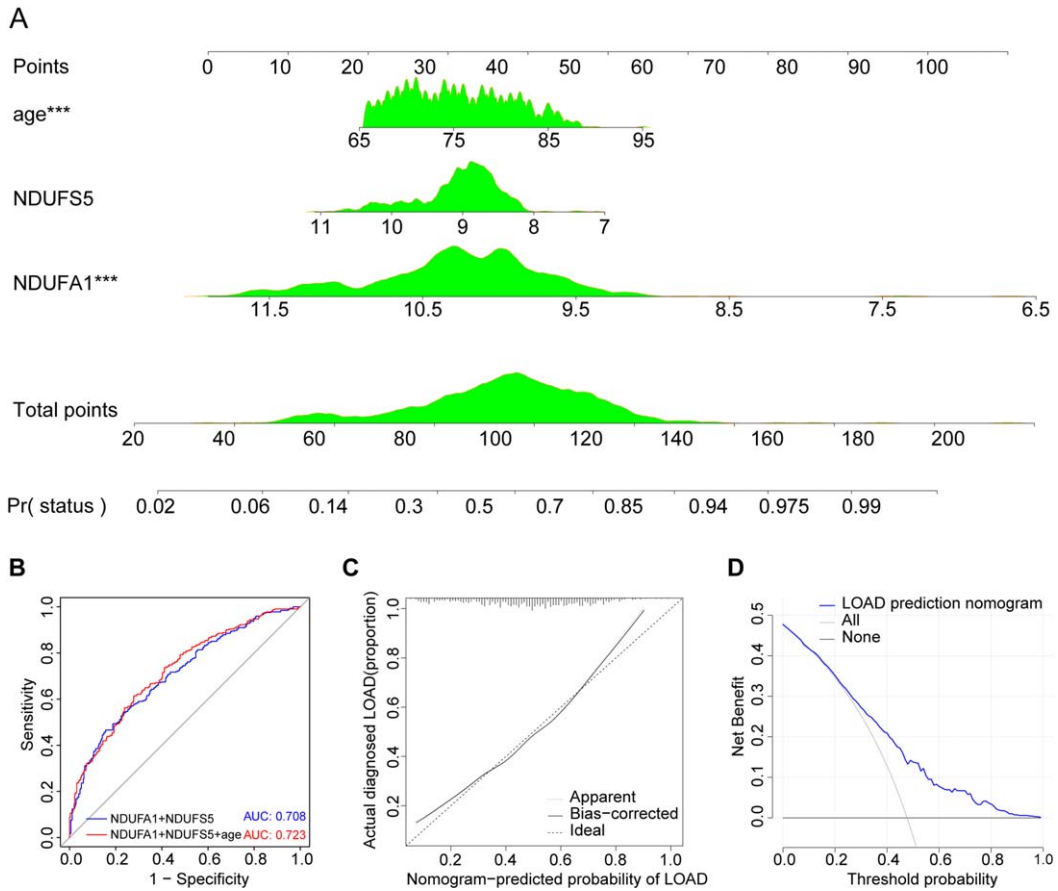 A
Points
0 10 20 30 40 50 60 70 80 90 100
age***
65 75 85 95
NDUFS5
11 10 9 8 7
NDUFA1***
11.5 10.5 9.5 8.5 7.5 6.5
Total points
20 40 60 80 100 120 140 160 180 200
Pr( status )
0.02 0.06 0.14 0.3 0.5 0.7 0.85 0.94 0.975 0.99
B
Sensitivity
1.0
0.8
0.6
0.4
0.2
0.0
NDUFA1+NDUFS5 AUC: 0.708
NDUFA1+NDUFS5+age AUC: 0.723
0.0 0.2 0.4 0.6 0.8 1.0
1 − Specificity
C
Actual diagnosed LOAD(proportion)
1.0
0.8
0.6
0.4
0.2
Apparent
Bias−corrected
Ideal
0.2 0.4 0.6 0.8 1.0
Nomogram−predicted probability of LOAD
D
Net Benefit
0.5
0.4
0.3
0.2
0.1
0.0
LOAD prediction nomogram
All
None
0.0 0.2 0.4 0.6 0.8 1.0
Threshold probability